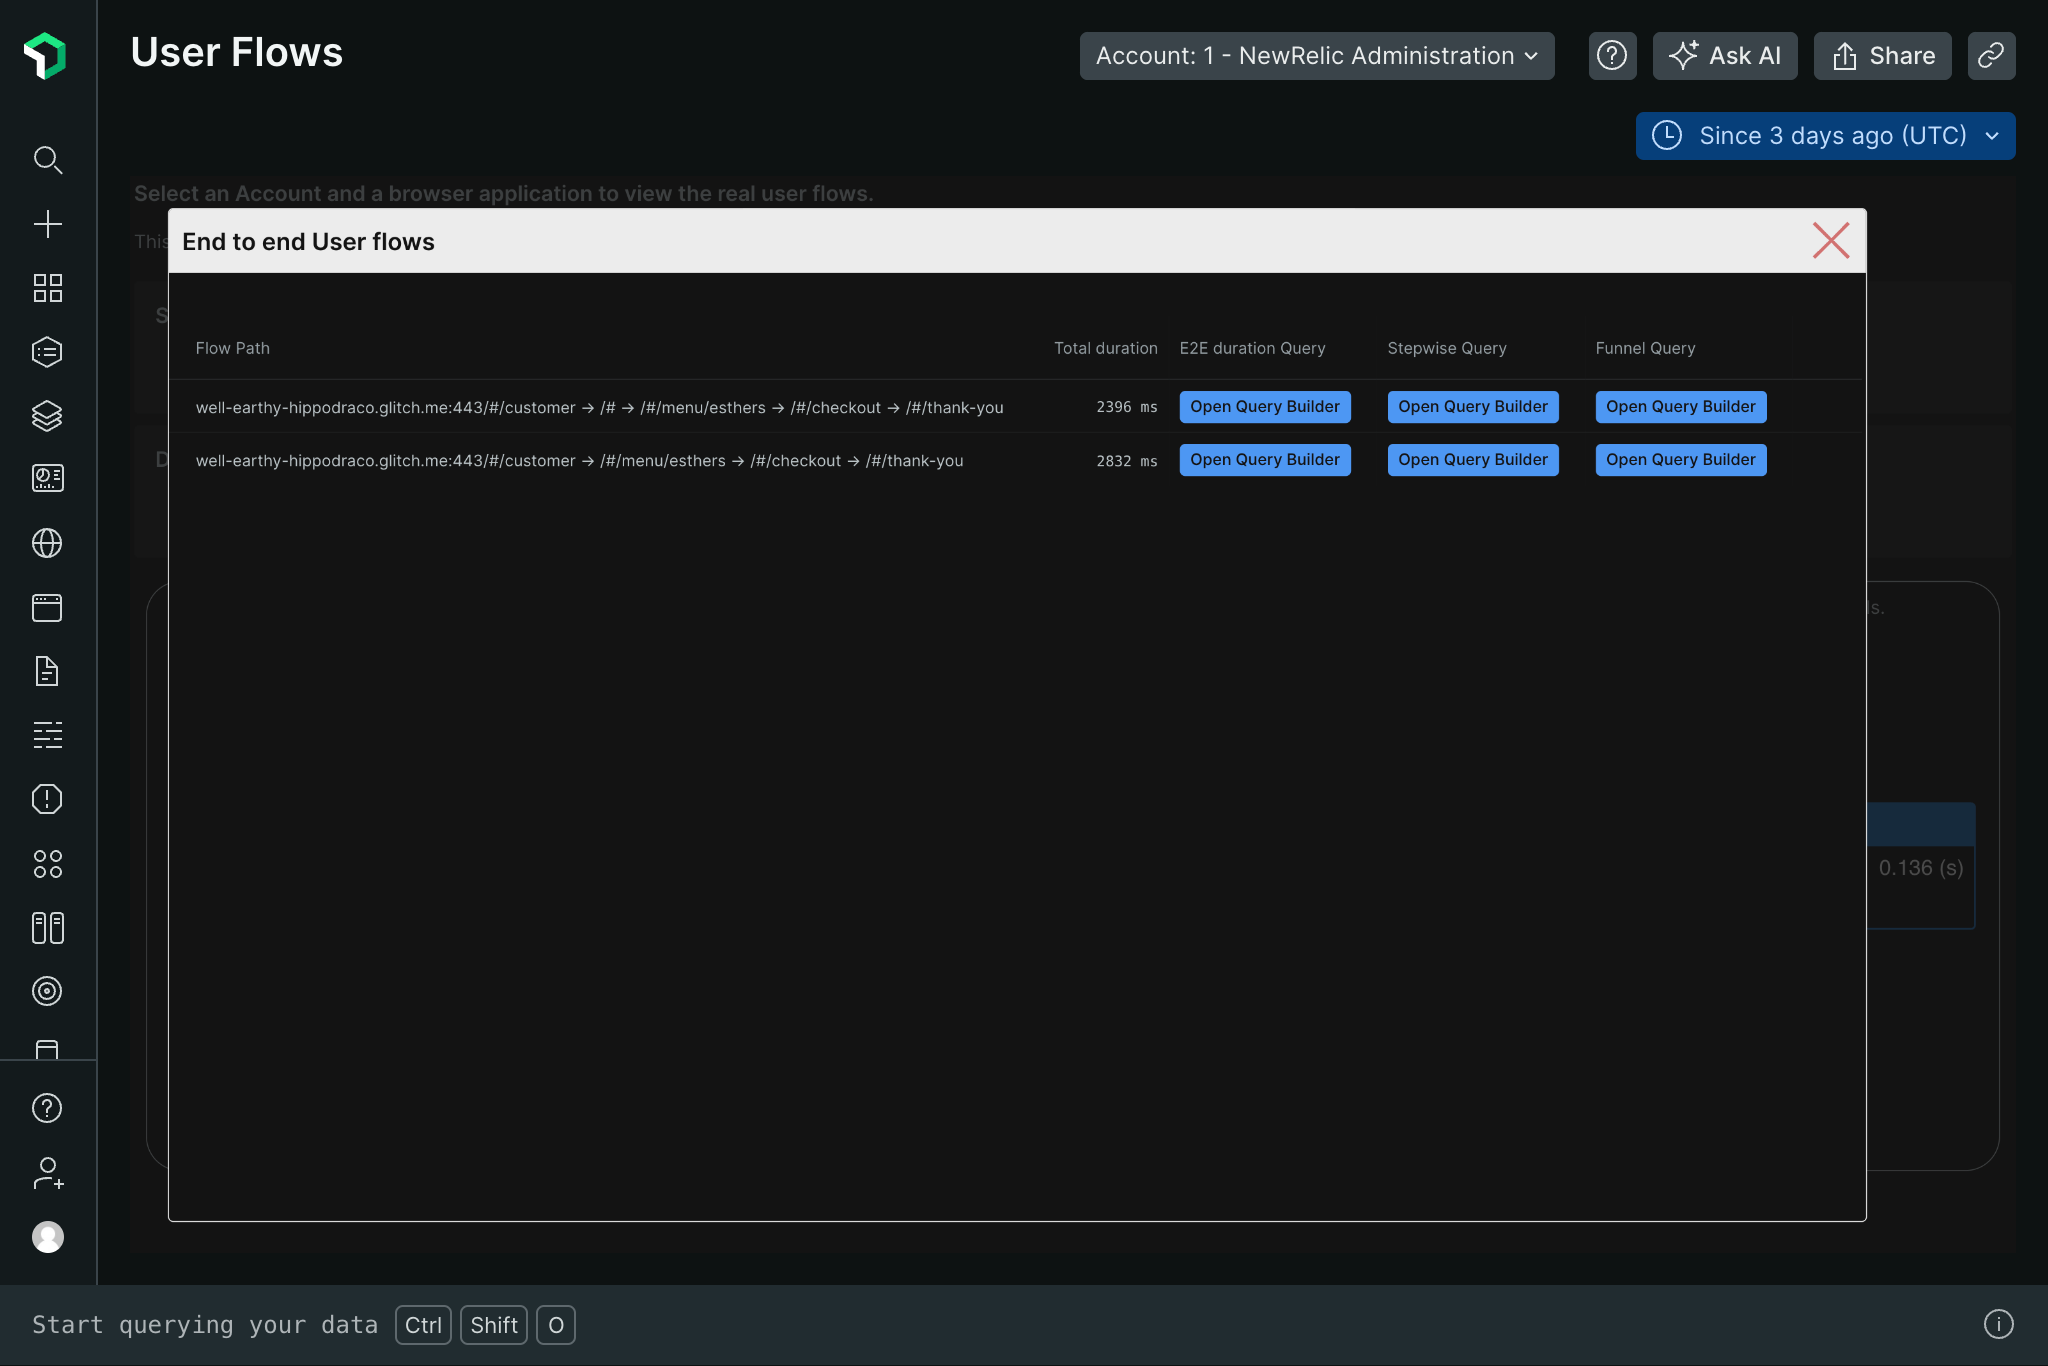 User Flows
Account: 1 - NewRelic Administration
Ask AI
Share
Since 3 days ago (UTC)
Select an Account and a browser application to view the real user flows.
This
End to end User flows
S
Flow Path Total duration E2E duration Query Stepwise Query Funnel Query
well-earthy-hippodraco.glitch.me:443/#/customer → /# → /#/menu/esthers → /#/checkout → /#/thank-you 2396 ms Open Query Builder Open Query Builder Open Query Builder
D
well-earthy-hippodraco.glitch.me:443/#/customer → /#/menu/esthers → /#/checkout → /#/thank-you 2832 ms Open Query Builder Open Query Builder Open Query Builder
ls.
0.136 (s)
Start querying your data Ctrl Shift O